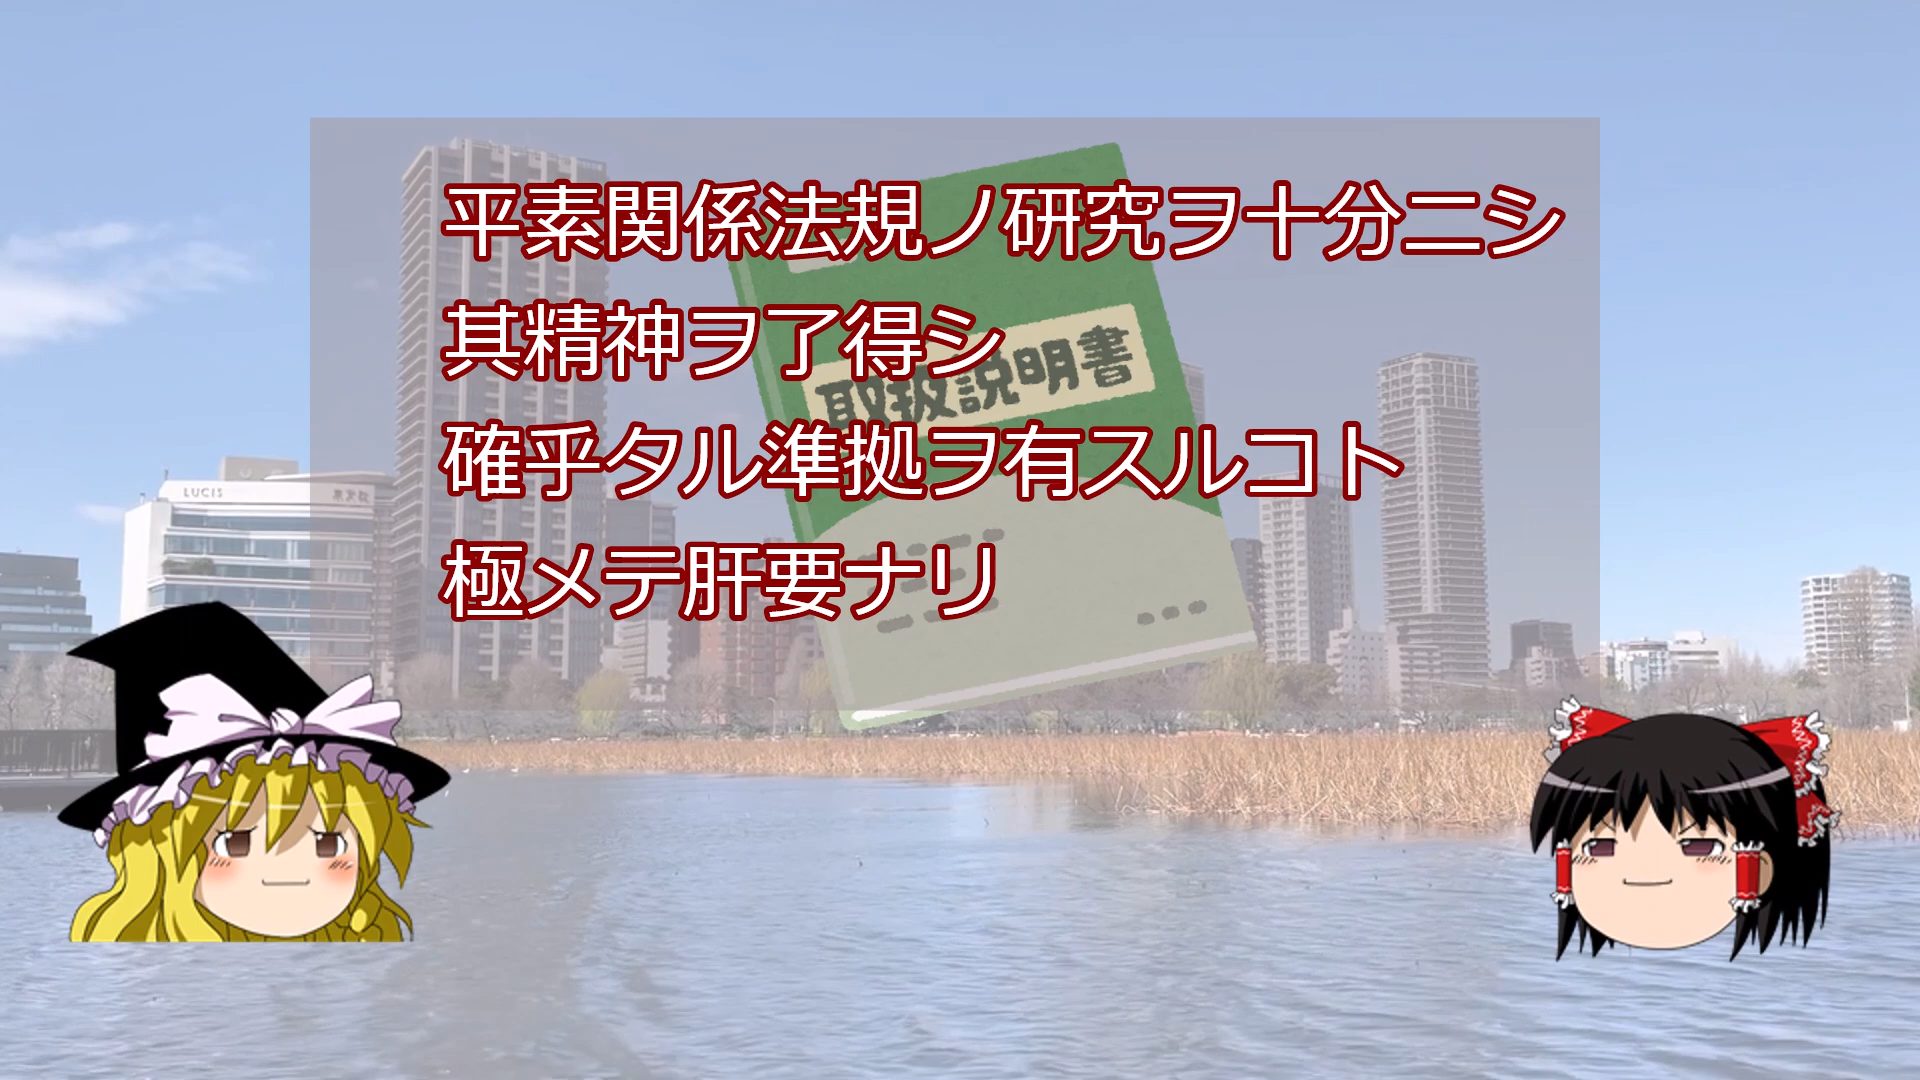 平素関係法規ノ研究ヲ十分ニシ
其精神ヲ了得シ
取扱説明書
確乎タル準拠ヲ有スルコト
極メテ肝要ナリ
LUCIS